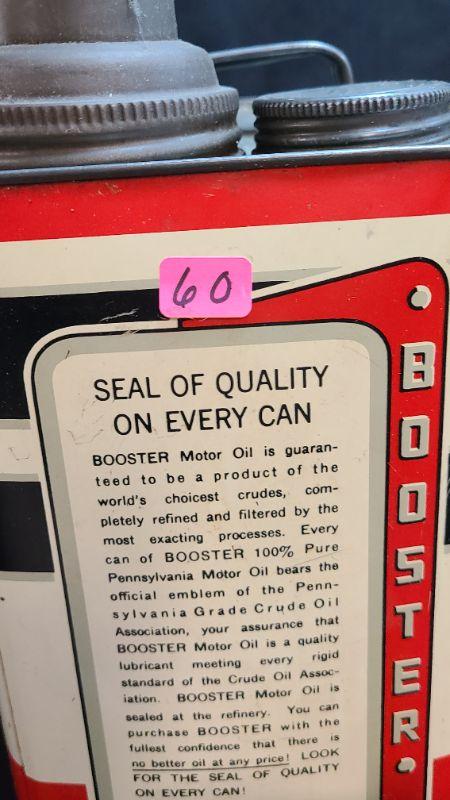 60
SEAL OF QUALITY
ON EVERY CAN
BOOSTER Motor Oil is guaran-
teed to be a product of the
world's choicest crudes, com-
pletely refined and filtered by the
most exacting processes. Every
can of BOOSTER 100% Pure
Pennsylvania Motor Oil bears the
official emblem of the Penn-
sylvania Grade Crude Oil
Association, your assurance that
BOOSTER Motor Oil is a quality
lubricant meeting every rigid
standard of the Crude Oil Assoc-
iation. BOOSTER Motor Oil is
sealed at the refinery. You can
purchase BOOSTER with the
fullest confidence that there is
no better oil at any price! LOOK
FOR THE SEAL OF QUALITY
ON EVERY CAN!
• BOOSTER •